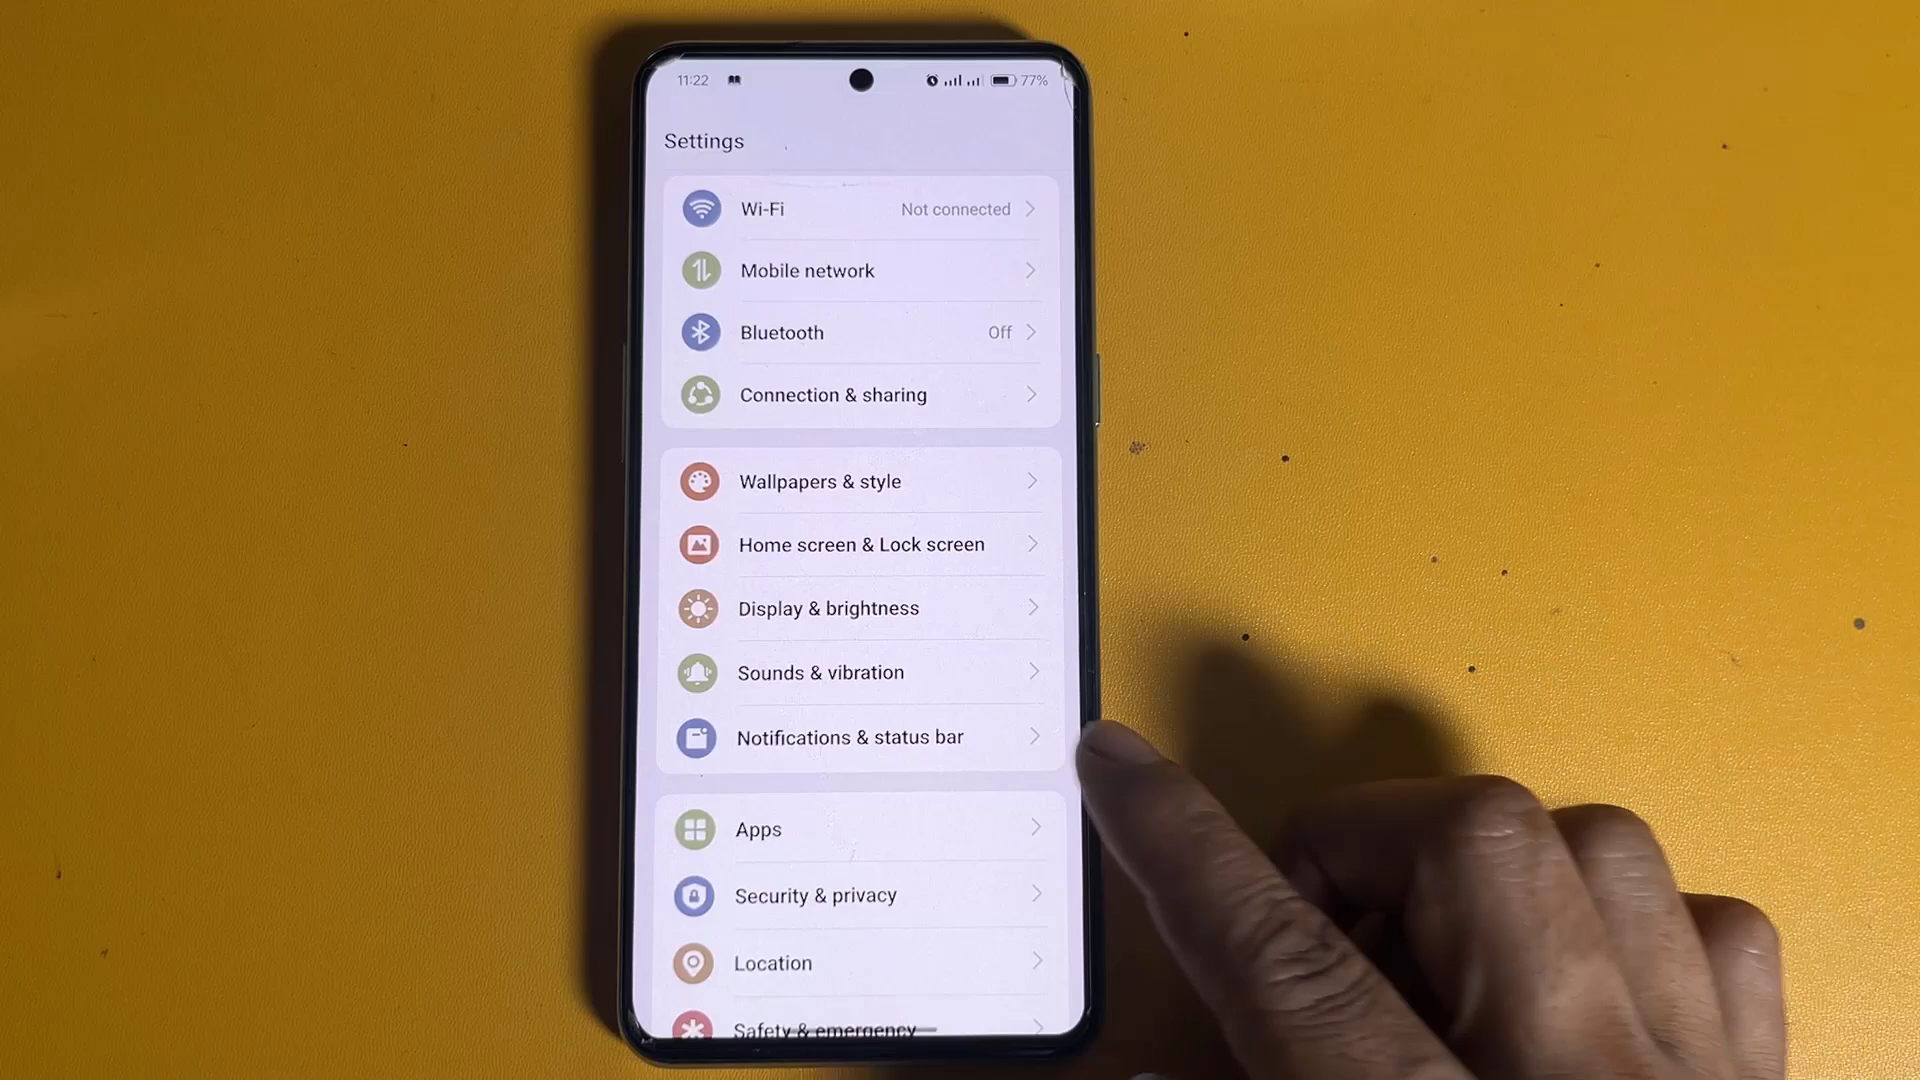 11:22 77%
Settings
Wi-Fi Not connected
Mobile network
Bluetooth Off
Connection & sharing
Wallpapers & style
Home screen & Lock screen
Display & brightness
Sounds & vibration
Notifications & status bar
Apps
Security & privacy
Location
Safety & emergency